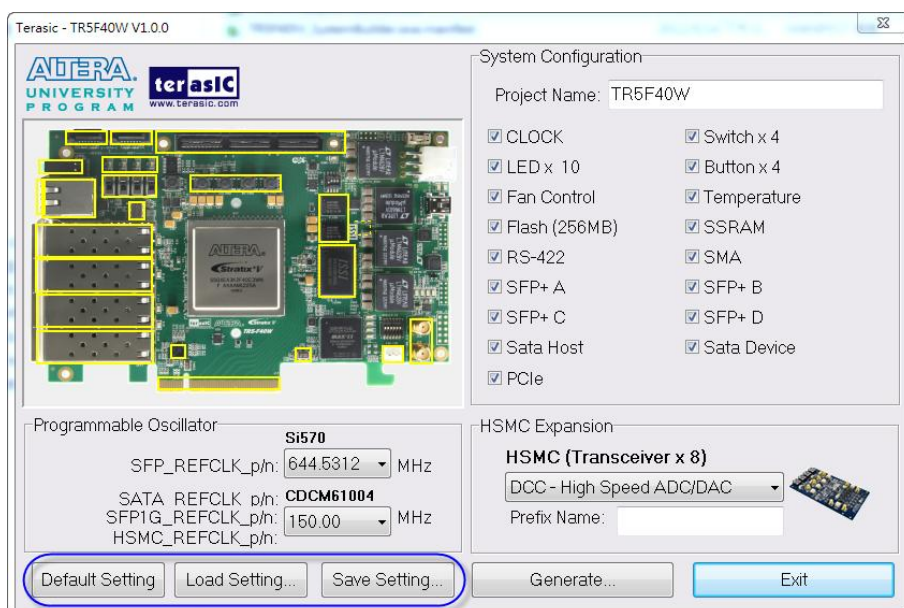 Terasic - TR5F40W V1.0.0
ALTERA.
UNIVERSITY
PROGRAM
terasIC
www.terasic.com
ALTERA
Stratix V
TR5-F40W
System Configuration
Project Name: TR5F40W
CLOCK
Switch x 4
LED x 10
Button x 4
Fan Control
Temperature
Flash (256MB)
SSRAM
RS-422
SMA
SFP+ A
SFP+ B
SFP+ C
SFP+ D
Sata Host
Sata Device
PCIe
Programmable Oscillator
Si570
SFP_REFCLK_p/n: 644.5312 MHz
SATA_REFCLK_p/n: CDCM61004
SFP1G_REFCLK_p/n: 150.00 MHz
HSMC_REFCLK_p/n:
HSMC Expansion
HSMC (Transceiver x 8)
DCC - High Speed ADC/DAC
Prefix Name:
Default Setting
Load Setting...
Save Setting...
Generate...
Exit